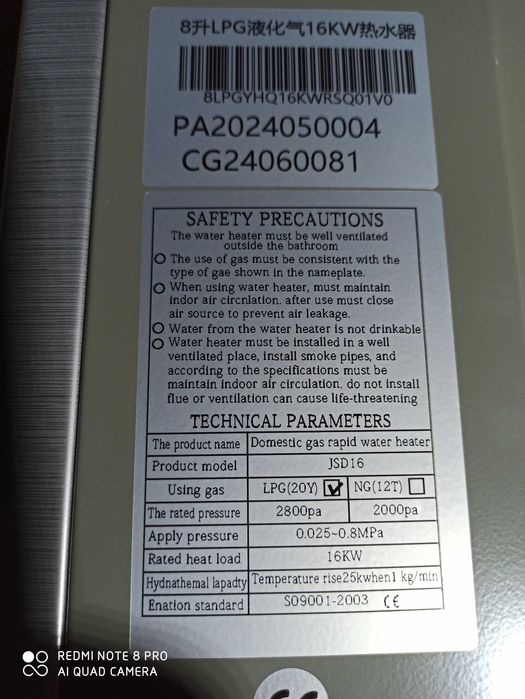 8升LPG液化气16KW热水器
8LPGYHQ16KWRSQ01V0
PA2024050004
CG24060081
SAFETY PRECAUTIONS
The water heater must be well ventilated
outside the bathroom
The use of gas must be consistent with the
type of gae shown in the nameplate.
When using water heater, must maintain
indor air circnlation. after use must close
air source to prevent air leakage.
Water from the water heater is not drinkable
Water heater must be installed in a well
ventilated place, install smoke pipes, and
according to the specifications must be
maintain indoor air circulation. do not install
flue or ventilation can cause life-threatening
TECHNICAL PARAMETERS
The product name Domestic gas rapid water heater
Product model JSD16
Using gas LPG(20Y) NG(12T)
The rated pressure 2800pa 2000pa
Apply pressure 0.025~0.8MPa
Rated heat load 16KW
Hydnathemal lapadty Temperature rise25kwhen1 kg/min
Enation standard S09001-2003 CE
REDMI NOTE 8 PRO
AI QUAD CAMERA